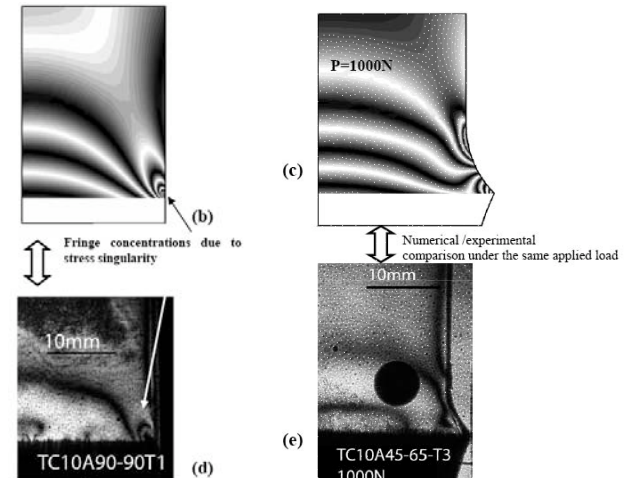 P=1000N
(c)
(b)
Fringe concentrations due to
stress singularity
Numerical /experimental
comparison under the same applied load
10mm
10mm
TC10A90-90T1
(d)
(e)
TC10A45-65-T3
1000N